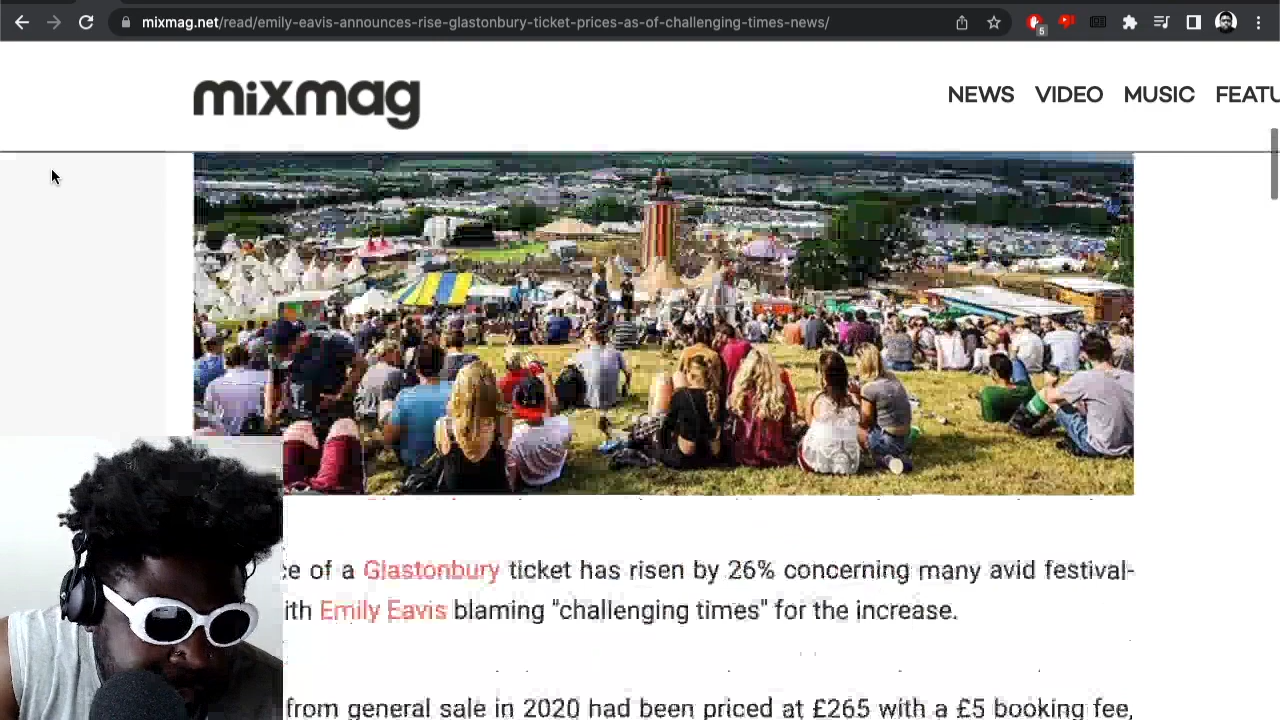 mixmag.net/read/emily-eavis-announces-rise-glastonbury-ticket-prices-as-of-challenging-times-news/
5
mixmag
NEWS VIDEO MUSIC FEATU
of a Glastonbury ticket has risen by 26% concerning many avid festival-
Emily Eavis blaming "challenging times" for the increase.
from general sale in 2020 had been priced at £265 with a £5 booking fee,